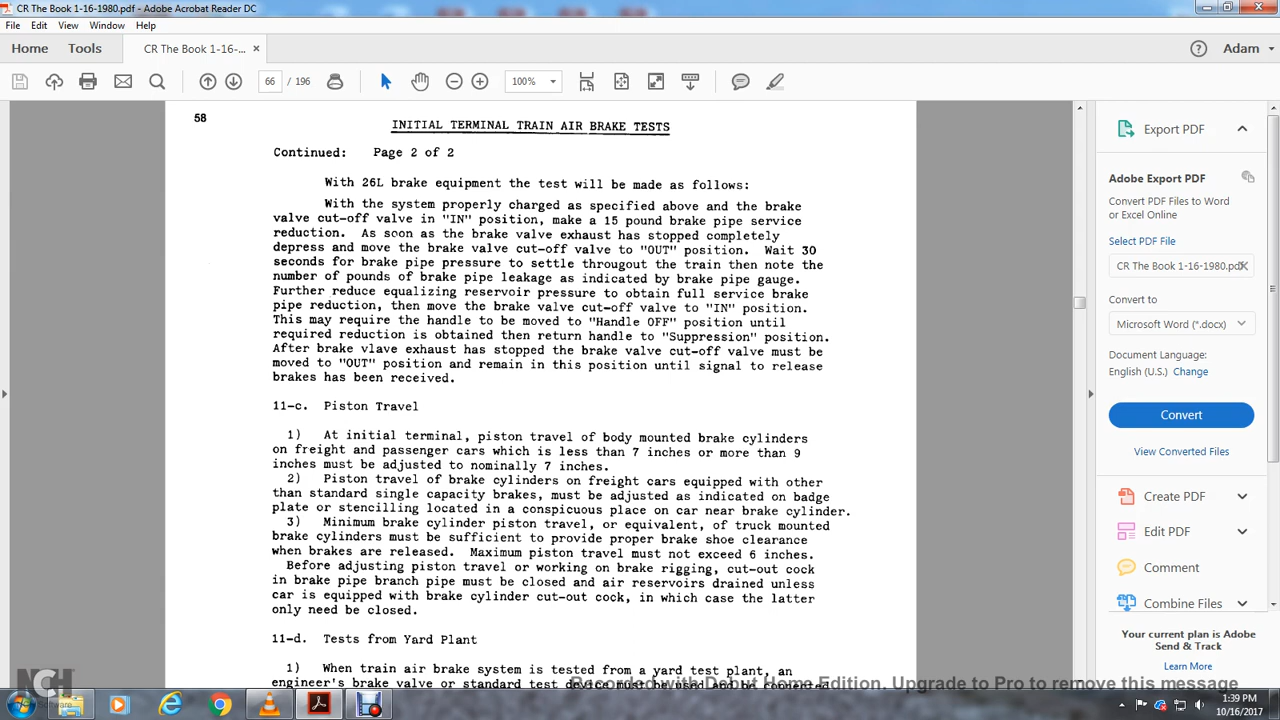 CR The Book 1-16-1980.pdf - Adobe Acrobat Reader DC
File Edit View Window Help
Home Tools CR The Book 1-16-... × Adam
66 / 196 100%
58
INITIAL TERMINAL TRAIN AIR BRAKE TESTS
Continued: Page 2 of 2
With 26L brake equipment the test will be made as follows:
With the system properly charged as specified above and the brake
valve cut-off valve in "IN" position, make a 15 pound brake pipe service
reduction. As soon as the brake valve exhaust has stopped completely
depress and move the brake valve cut-off valve to "OUT" position. Wait 30
seconds for brake pipe pressure to settle througout the train then note the
number of pounds of brake pipe leakage as indicated by brake pipe gauge.
Further reduce equalizing reservoir pressure to obtain full service brake
pipe reduction, then move the brake valve cut-off valve to "IN" position.
This may require the handle to be moved to "Handle OFF" position until
required reduction is obtained then return handle to "Suppression" position.
After brake vlave exhaust has stopped the brake valve cut-off valve must be
moved to "OUT" position and remain in this position until signal to release
brakes has been received.
11-c. Piston Travel
1) At initial terminal, piston travel of body mounted brake cylinders
on freight and passenger cars which is less than 7 inches or more than 9
inches must be adjusted to nominally 7 inches.
2) Piston travel of brake cylinders on freight cars equipped with other
than standard single capacity brakes, must be adjusted as indicated on badge
plate or stencilling located in a conspicuous place on car near brake cylinder.
3) Minimum brake cylinder piston travel, or equivalent, of truck mounted
brake cylinders must be sufficient to provide proper brake shoe clearance
when brakes are released. Maximum piston travel must not exceed 6 inches.
Before adjusting piston travel or working on brake rigging, cut-out cock
in brake pipe branch pipe must be closed and air reservoirs drained unless
car is equipped with brake cylinder cut-out cock, in which case the latter
only need be closed.
11-d. Tests from Yard Plant
1) When train air brake system is tested from a yard test plant, an
engineer's brake valve or standard test
Export PDF
Adobe Export PDF
Convert PDF Files to Word
or Excel Online
Select PDF File
CR The Book 1-16-1980.pdf
Convert to
Microsoft Word (*.docx)
Document Language:
English (U.S.) Change
Convert
View Converted Files
Create PDF
Edit PDF
Comment
Combine Files
Your current plan is Adobe
Send & Track
Learn More
NCH
Software
Recorded with Debut Home Edition. Upgrade to Pro to remove this message
1:39 PM
10/16/2017